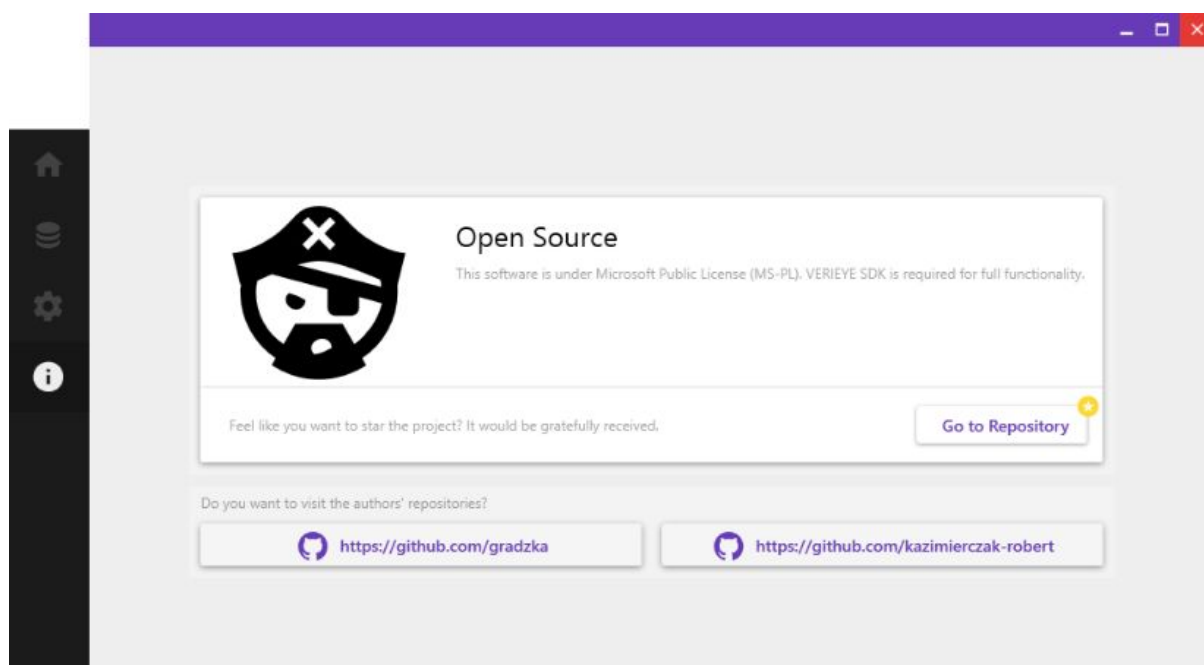 Open Source
This software is under Microsoft Public License (MS-PL). VERIEYE SDK is required for full functionality.
Feel like you want to star the project? It would be gratefully received.
Go to Repository
Do you want to visit the authors' repositories?
https://github.com/gradzka
https://github.com/kazimierczak-robert